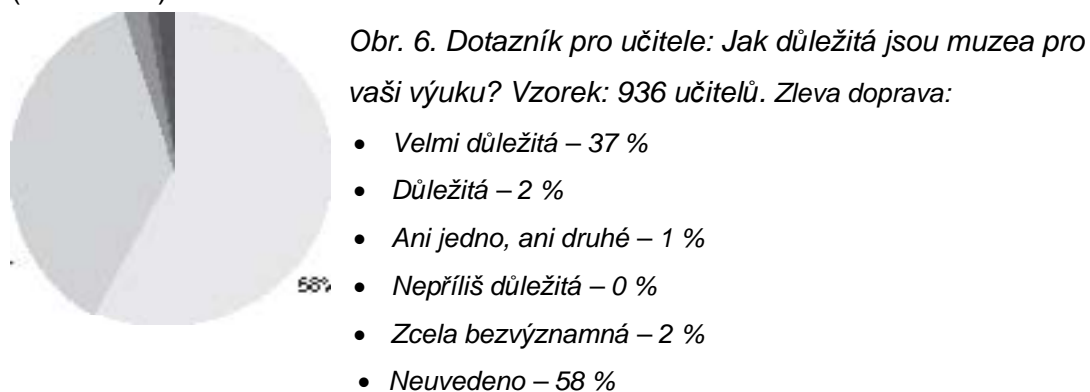 Obr. 6. Dotazník pro učitele: Jak důležitá jsou muzea pro
vaši výuku? Vzorek: 936 učitelů. Zleva doprava:
• Velmi důležitá – 37 %
• Důležitá – 2 %
• Ani jedno, ani druhé – 1 %
58%
• Nepříliš důležitá – 0 %
• Zcela bezvýznamná – 2 %
• Neuvedeno – 58 %